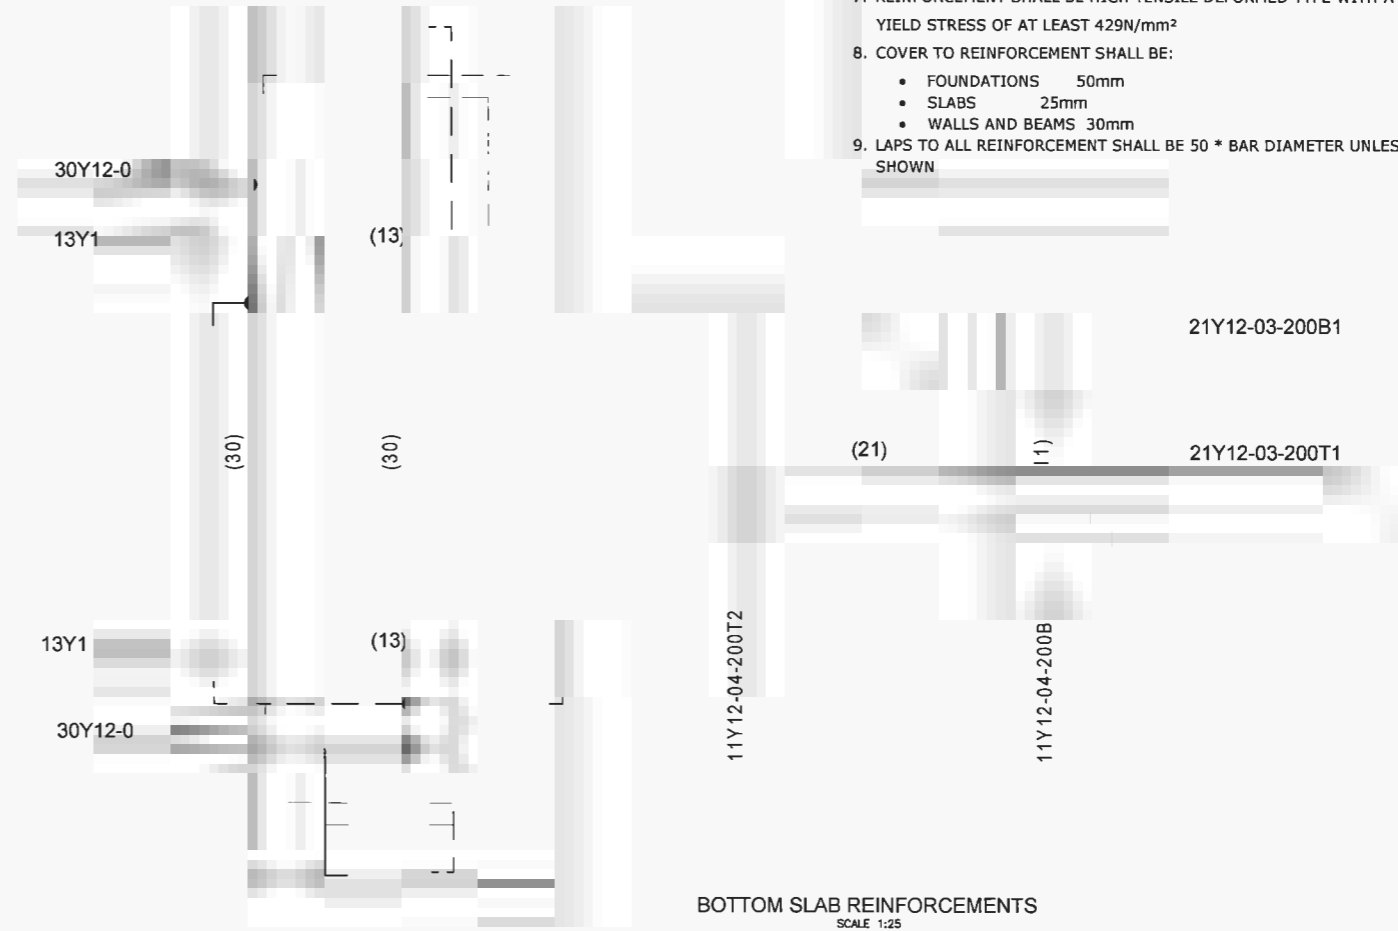 YIELD STRESS OF AT LEAST 429N/mm²
8. COVER TO REINFORCEMENT SHALL BE:
• FOUNDATIONS 50mm
• SLABS 25mm
• WALLS AND BEAMS 30mm
9. LAPS TO ALL REINFORCEMENT SHALL BE 50 * BAR DIAMETER
SHOWN
30Y12-0
13Y1
(13)
21Y12-03-200B1
(30)
(30)
(21)
21Y12-03-200T1
13Y1
(13)
30Y12-0
11Y12-04-200T2
11Y12-04-200B
BOTTOM SLAB REINFORCEMENTS
SCALE 1:25